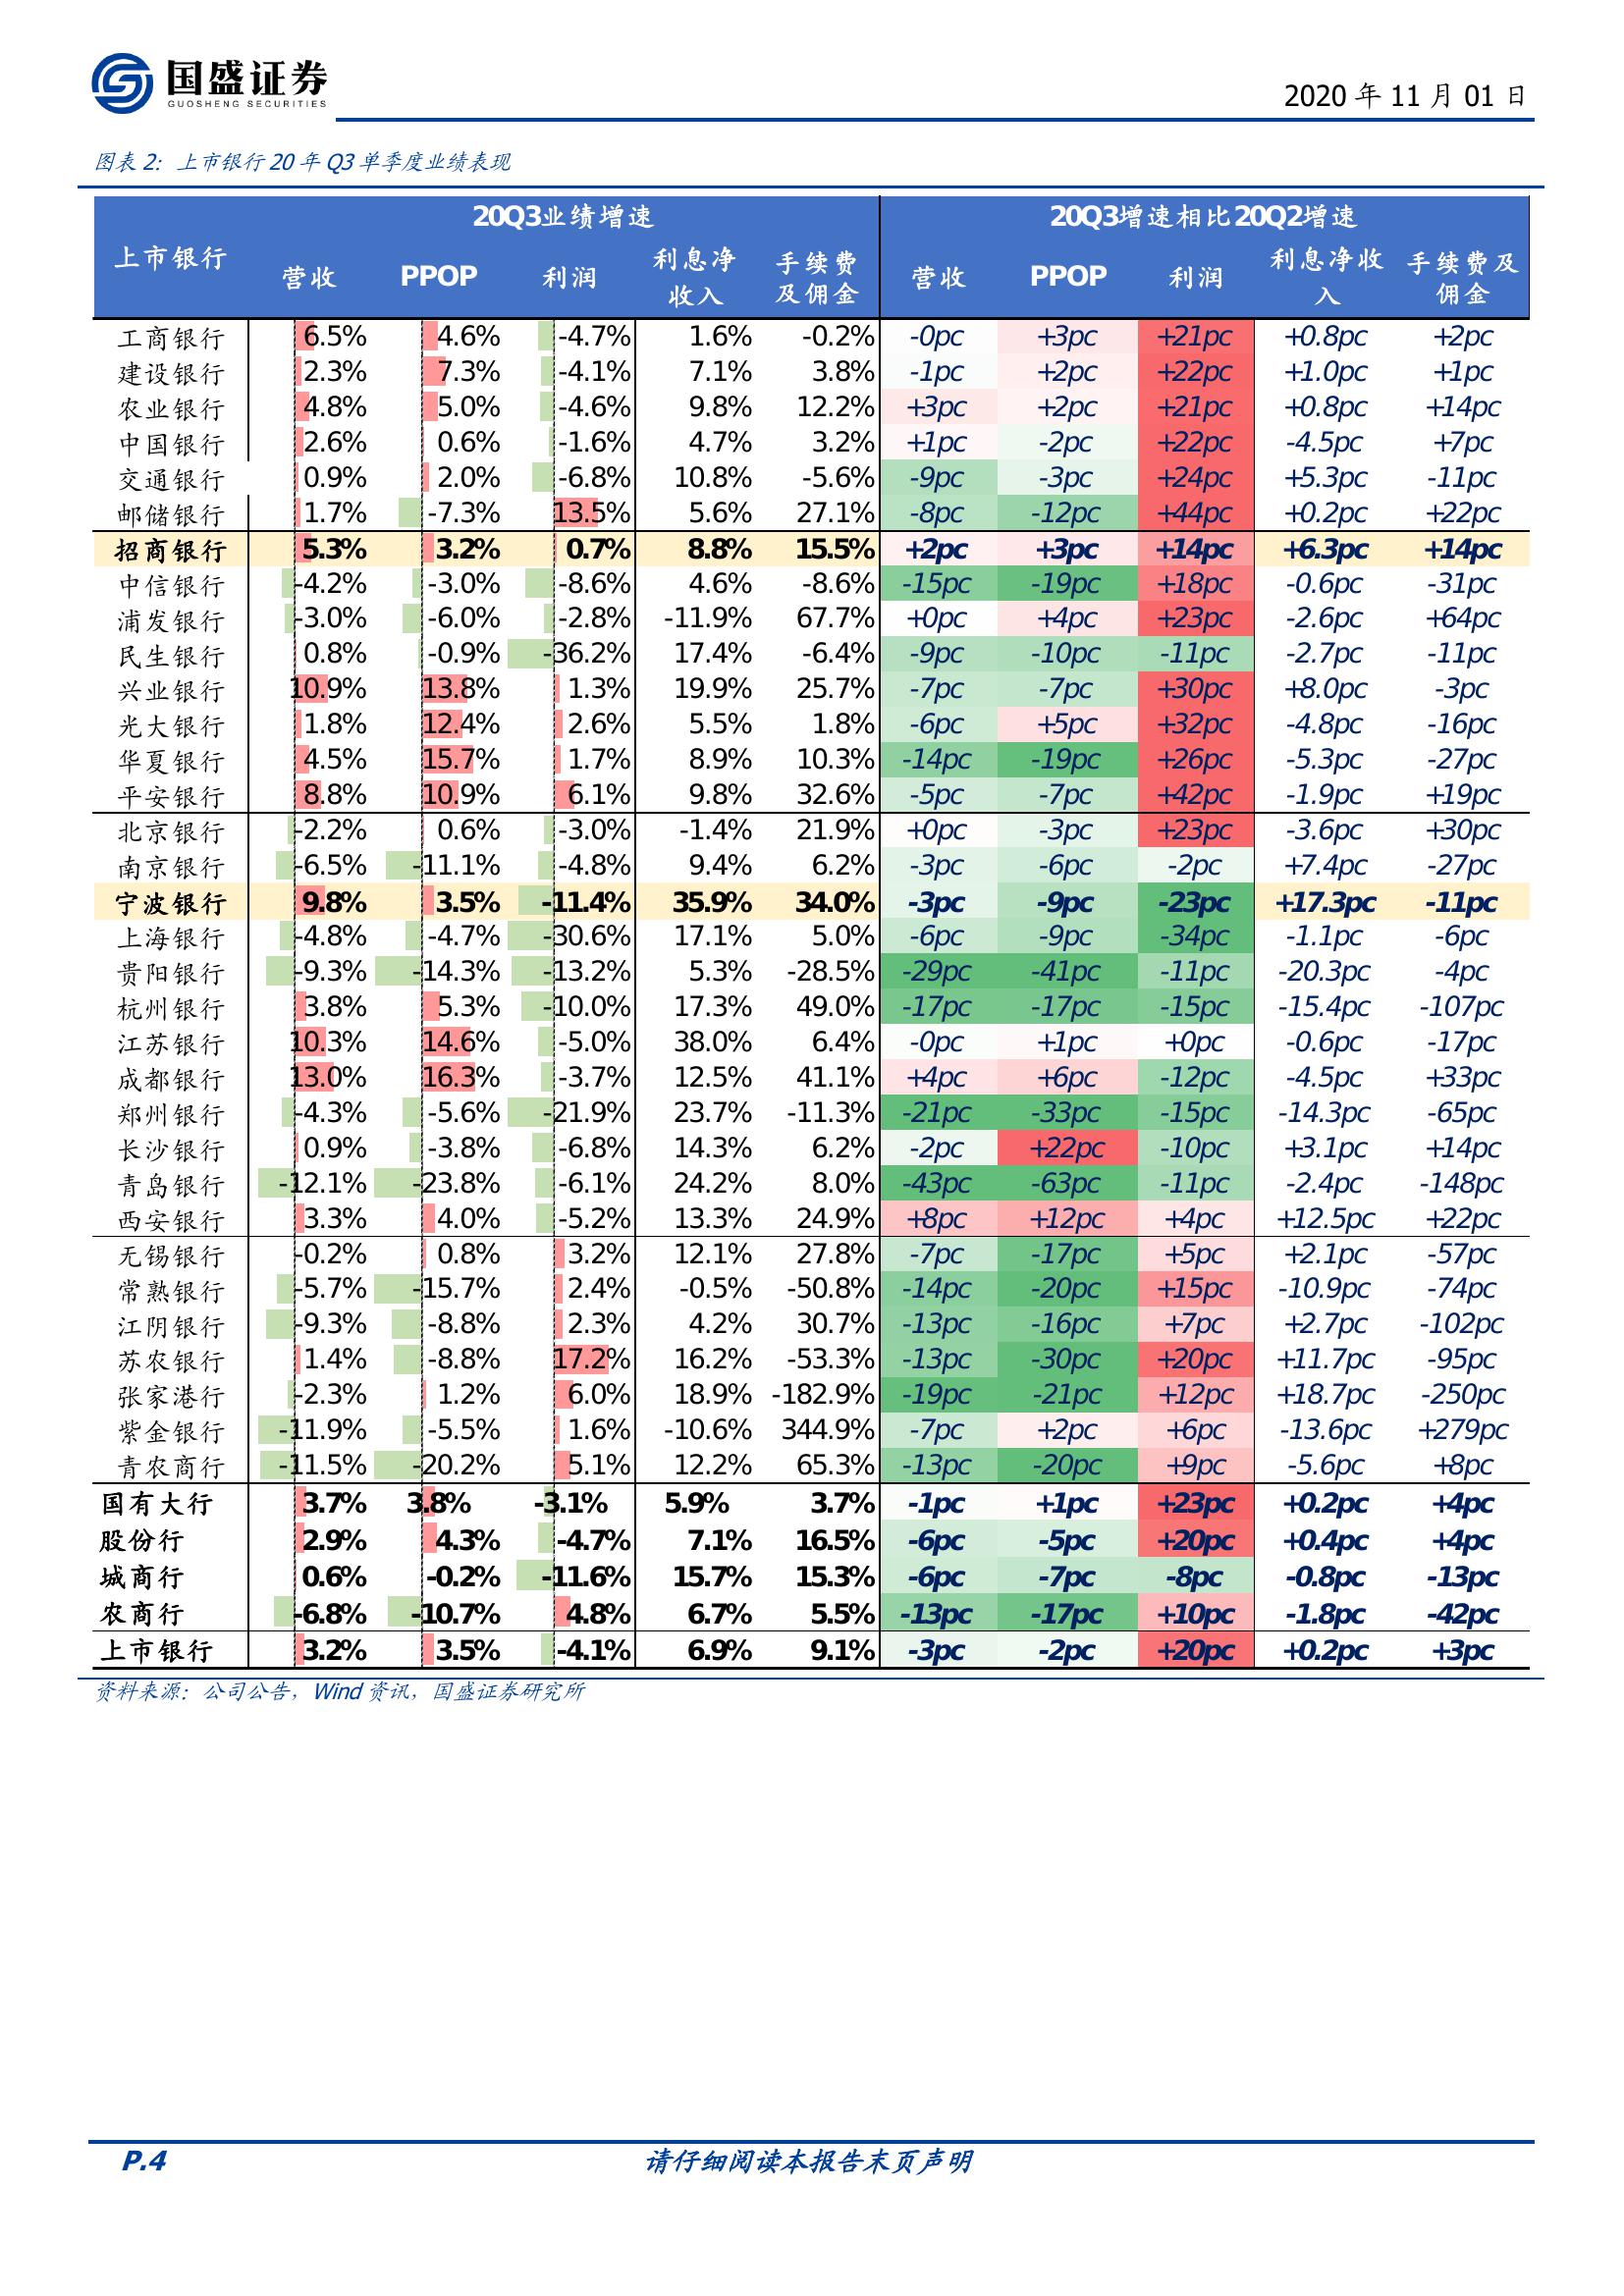 国盛证券
GUOSHENG SECURITIES
2020 年 11 月 01 日
图表 2: 上市银行 20 年 Q3 单季度业绩表现
20Q3业绩增速 20Q3增速相比20Q2增速
上市银行 营收 PPOP 利润 利息净收入 手续费及佣金 营收 PPOP 利润 利息净收入 手续费及佣金
工商银行 6.5% 4.6% -4.7% 1.6% -0.2% -0pc +3pc +21pc +0.8pc +2pc
建设银行 2.3% 7.3% -4.1% 7.1% 3.8% -1pc +2pc +22pc +1.0pc +1pc
农业银行 4.8% 5.0% -4.6% 9.8% 12.2% +3pc +2pc +21pc +0.8pc +14pc
中国银行 2.6% 0.6% -1.6% 4.7% 3.2% +1pc -2pc +22pc -4.5pc +7pc
交通银行 0.9% 2.0% -6.8% 10.8% -5.6% -9pc -3pc +24pc +5.3pc -11pc
邮储银行 1.7% -7.3% 13.5% 5.6% 27.1% -8pc -12pc +44pc +0.2pc +22pc
招商银行 5.3% 3.2% 0.7% 8.8% 15.5% +2pc +3pc +14pc +6.3pc +14pc
中信银行 -4.2% -3.0% -8.6% 4.6% -8.6% -15pc -19pc +18pc -0.6pc -31pc
浦发银行 -3.0% -6.0% -2.8% -11.9% 67.7% +0pc +4pc +23pc -2.6pc +64pc
民生银行 0.8% -0.9% -36.2% 17.4% -6.4% -9pc -10pc -11pc -2.7pc -11pc
兴业银行 10.9% 13.8% 1.3% 19.9% 25.7% -7pc -7pc +30pc +8.0pc -3pc
光大银行 1.8% 12.4% 2.6% 5.5% 1.8% -6pc +5pc +32pc -4.8pc -16pc
华夏银行 4.5% 15.7% 1.7% 8.9% 10.3% -14pc -19pc +26pc -5.3pc -27pc
平安银行 8.8% 10.9% 6.1% 9.8% 32.6% -5pc -7pc +42pc -1.9pc +19pc
北京银行 -2.2% 0.6% -3.0% -1.4% 21.9% +0pc -3pc +23pc -3.6pc +30pc
南京银行 -6.5% -11.1% -4.8% 9.4% 6.2% -3pc -6pc -2pc +7.4pc -27pc
宁波银行 9.8% 3.5% -11.4% 35.9% 34.0% -3pc -9pc -23pc +17.3pc -11pc
上海银行 -4.8% -4.7% -30.6% 17.1% 5.0% -6pc -9pc -34pc -1.1pc -6pc
贵阳银行 -9.3% -14.3% -13.2% 5.3% -28.5% -29pc -41pc -11pc -20.3pc -4pc
杭州银行 3.8% 5.3% -10.0% 17.3% 49.0% -17pc -17pc -15pc -15.4pc -107pc
江苏银行 10.3% 14.6% -5.0% 38.0% 6.4% -0pc +1pc +0pc -0.6pc -17pc
成都银行 13.0% 16.3% -3.7% 12.5% 41.1% +4pc +6pc -12pc -4.5pc +33pc
郑州银行 -4.3% -5.6% -21.9% 23.7% -11.3% -21pc -33pc -15pc -14.3pc -65pc
长沙银行 0.9% -3.8% -6.8% 14.3% 6.2% -2pc +22pc -10pc +3.1pc +14pc
青岛银行 -12.1% -23.8% -6.1% 24.2% 8.0% -43pc -63pc -11pc -2.4pc -148pc
西安银行 3.3% 4.0% -5.2% 13.3% 24.9% +8pc +12pc +4pc +12.5pc +22pc
无锡银行 -0.2% 0.8% 3.2% 12.1% 27.8% -7pc -17pc +5pc +2.1pc -57pc
常熟银行 -5.7% -15.7% 2.4% -0.5% -50.8% -14pc -20pc +15pc -10.9pc -74pc
江阴银行 -9.3% -8.8% 2.3% 4.2% 30.7% -13pc -16pc +7pc +2.7pc -102pc
苏农银行 1.4% -8.8% 17.2% 16.2% -53.3% -13pc -30pc +20pc +11.7pc -95pc
张家港行 -2.3% 1.2% 6.0% 18.9% -182.9% -19pc -21pc +12pc +18.7pc -250pc
紫金银行 -11.9% -5.5% 1.6% -10.6% 344.9% -7pc +2pc +6pc -13.6pc +279pc
青农商行 -11.5% -20.2% 5.1% 12.2% 65.3% -13pc -20pc +9pc -5.6pc +8pc
国有大行 3.7% 3.8% -3.1% 5.9% 3.7% -1pc +1pc +23pc +0.2pc +4pc
股份行 2.9% 4.3% -4.7% 7.1% 16.5% -6pc -5pc +20pc +0.4pc +4pc
城商行 0.6% -0.2% -11.6% 15.7% 15.3% -6pc -7pc -8pc -0.8pc -13pc
农商行 -6.8% -10.7% 4.8% 6.7% 5.5% -13pc -17pc +10pc -1.8pc -42pc
上市银行 3.2% 3.5% -4.1% 6.9% 9.1% -3pc -2pc +20pc +0.2pc +3pc
资料来源：公司公告，Wind 资讯，国盛证券研究所
P.4 请仔细阅读本报告末页声明